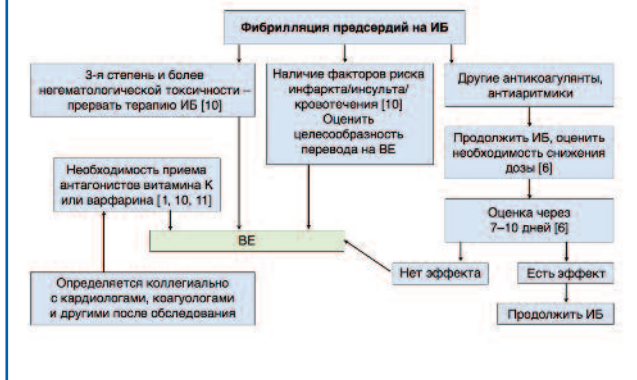 Фибрилляция предсердий на ИБ
3-я степень и более
негематологической токсичности –
прервать терапию ИБ [10]
Наличие факторов риска
инфаркта/инсульта/
кровотечения [10]
Оценить
целесообразность
перевода на ВЕ
Другие антикоагулянты,
антиаритмики
Продолжить ИБ, оценить
необходимость снижения
дозы [6]
Необходимость приема
антагонистов витамина K
или варфарина [1, 10, 11]
Оценка через
7–10 дней [6]
ВЕ
Нет эффекта
Есть эффект
Определяется коллегиально
с кардиологами, коагуологами
и другими после обследования
Продолжить ИБ